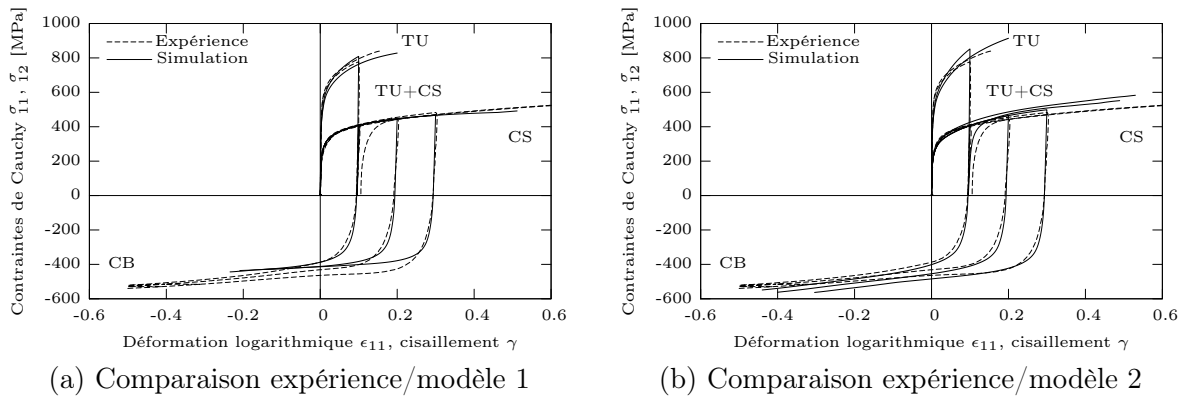 Contraintes de Cauchy σ11, σ12 [MPa]
1000
800
600
400
200
0
-200
-400
-600
-0.6
-0.4
-0.2
0
0.2
0.4
0.6
Expérience
Simulation
TU
TU+CS
CS
CB
Déformation logarithmique ϵ11, cisaillement γ
(a) Comparaison expérience/modèle 1
Contraintes de Cauchy σ11, σ12 [MPa]
1000
800
600
400
200
0
-200
-400
-600
-0.6
-0.4
-0.2
0
0.2
0.4
0.6
Expérience
Simulation
TU
TU+CS
CS
CB
Déformation logarithmique ϵ11, cisaillement γ
(b) Comparaison expérience/modèle 2